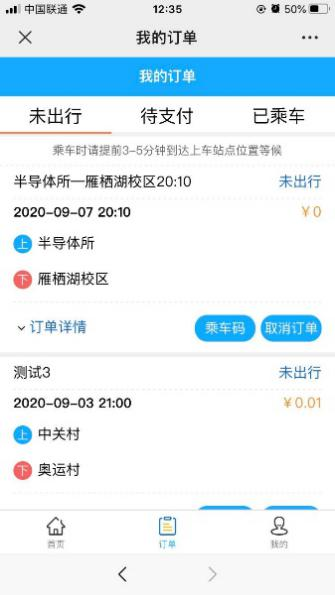 中国联通 12:35 50%
我的订单
我的订单
未出行 待支付 已乘车
乘车时请提前3-5分钟到达上车站点位置等候
半导体所—雁栖湖校区20:10 未出行
2020-09-07 20:10 ￥0
上 半导体所
下 雁栖湖校区
订单详情 乘车码 取消订单
测试3 未出行
2020-09-03 21:00 ￥0.01
上 中关村
下 奥运村
首页 订单 我的